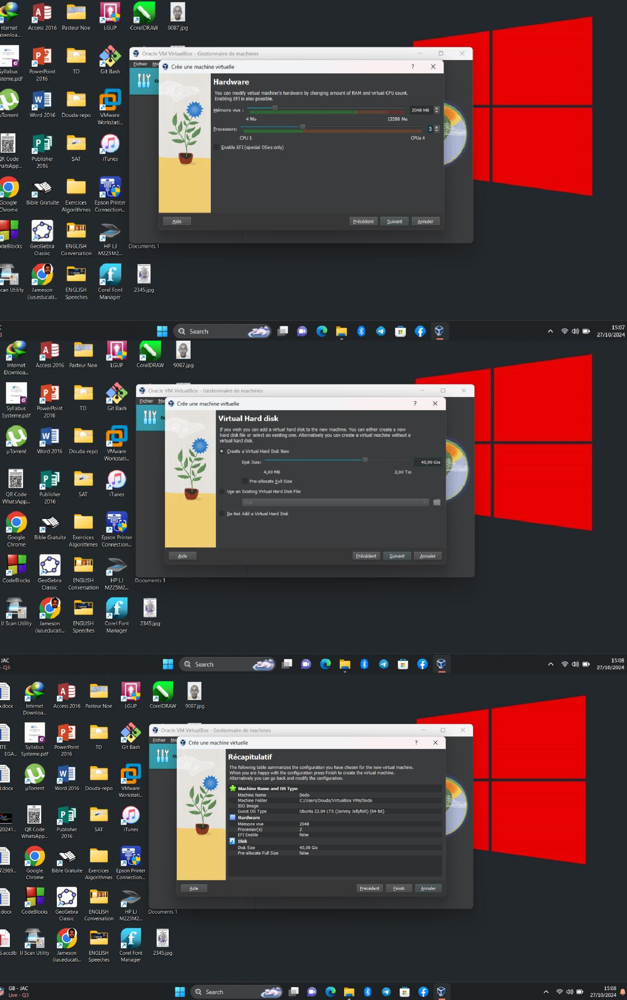 Internet
Downloa...
Access 2016
Pasteur Noe
LGUP
CorelDRAW
9087.jpg
Syllabus
Systeme.pdf
PowerPoint
2016
TD
Git Bash
µTorrent
Word 2016
Douda-repo
VMware
Workstati...
QR Code
WhatsApp...
Publisher
2016
SAT
iTunes
Google
Chrome
Bible Gratuite
Exercices
Algorithmes
Epson Printer
Connection...
CodeBlocks
GeoGebra
Classic
ENGLISH
Conversation
HP LJ
M225M2...
Documents 1
can Utility
Jameson
(ius.educati...
ENGLISH
Speeches
Corel Font
Manager
2345.jpg
Oracle VM VirtualBox - Gestionnaire de machines
Fichier Ma
Crée une machine virtuelle
?
Hardware
You can modify virtual machine's hardware by changing amount of RAM and virtual CPU count.
Enabling EFI is also possible.
Mémoire vive :
2048 MB
4 Mo
12288 Mo
Processors:
2
CPU 1
CPUs 4
Enable EFI (special OSes only)
Aide
Précédent
Suivant
Annuler
Search
15:07
27/10/2024
Internet
Downloa...
Access 2016
Pasteur Noe
LGUP
CorelDRAW
9087.jpg
Syllabus
Systeme.pdf
PowerPoint
2016
TD
Git Bash
µTorrent
Word 2016
Douda-repo
VMware
Workstati...
QR Code
WhatsApp...
Publisher
2016
SAT
iTunes
Google
Chrome
Bible Gratuite
Exercices
Algorithmes
Epson Printer
Connection...
CodeBlocks
GeoGebra
Classic
ENGLISH
Conversation
HP LJ
M225M2...
Documents 1
IJ Scan Utility
Jameson
(ius.educati...
ENGLISH
Speeches
Corel Font
Manager
2345.jpg
Oracle VM VirtualBox - Gestionnaire de machines
Fichier Ma
Crée une machine virtuelle
?
Virtual Hard disk
If you wish you can add a virtual hard disk to the new machine. You can either create a new
hard disk file or select an existing one. Alternatively you can create a virtual machine without a
virtual hard disk.
Create a Virtual Hard Disk Now
Disk Size:
40,00 Gio
4,00 MB
2,00 Tio
Pre-allocate Full Size
Use an Existing Virtual Hard Disk File
Vide
Do Not Add a Virtual Hard Disk
Aide
Précédent
Suivant
Annuler
JAC
- Q3
Search
15:08
27/10/2024
.docx
Internet
Downloa...
Access 2016
Pasteur Noe
LGUP
CorelDRAW
9087.jpg
RTE
EGA...
Syllabus
Systeme.pdf
PowerPoint
2016
TD
Git Bash
l.docx
µTorrent
Word 2016
Douda-repo
VMware
Workstati...
20241...
QR Code
WhatsApp...
Publisher
2016
SAT
iTunes
72989...
Google
Chrome
Bible Gratuite
Exercices
Algorithmes
Epson Printer
Connection...
.docx
CodeBlocks
GeoGebra
Classic
ENGLISH
Conversation
HP LJ
M225M2...
Documents 1
S.accdb
IJ Scan Utility
Jameson
(ius.educati...
ENGLISH
Speeches
Corel Font
Manager
2345.jpg
Oracle VM VirtualBox - Gestionnaire de machines
Fichier Ma
Crée une machine virtuelle
?
Récapitulatif
The following table summarizes the configuration you have chosen for the new virtual machine.
When you are happy with the configuration press Finish to create the virtual machine.
Alternatively you can go back and modify the configuration.
Machine Name and OS Type
Machine Name Dodo
Machine Folder C:/Users/Douda/VirtualBox VMs/Dodo
ISO Image
Guest OS Type Ubuntu 22.04 LTS (Jammy Jellyfish) (64-bit)
Hardware
Mémoire vive 2048
Processor(s) 2
EFI Enable false
Disk
Disk Size 40,00 Gio
Pre-allocate Full Size false
Aide
Précédent
Finish
Annuler
GB - JAC
Live - Q3
Search
15:08
27/10/2024